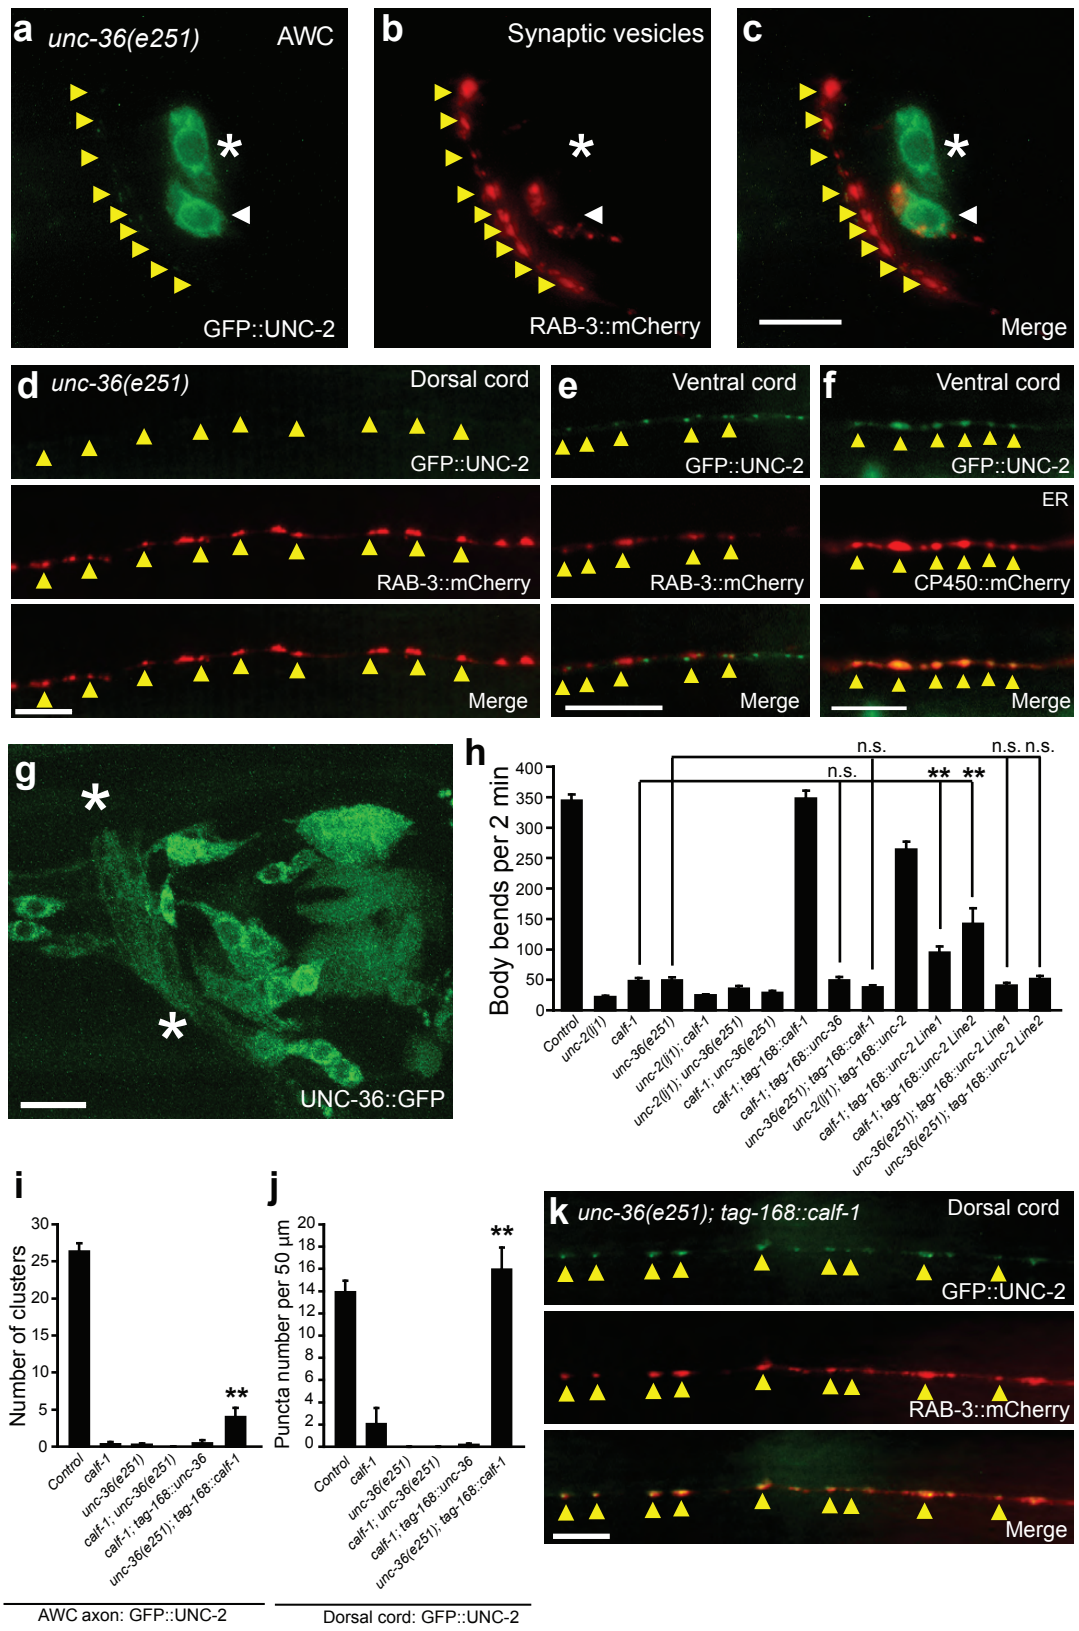 a unc-36(e251) AWC
GFP::UNC-2
b Synaptic vesicles
*
RAB-3::mCherry
c
*
Merge
d unc-36(e251) Dorsal cord
GFP::UNC-2
RAB-3::mCherry
Merge
e Ventral cord
GFP::UNC-2
RAB-3::mCherry
Merge
f Ventral cord
GFP::UNC-2
ER
CP450::mCherry
Merge
g
*
*
UNC-36::GFP
h
n.s. n.s. n.s.
n.s. ** **
Body bends per 2 min
400
350
300
250
200
150
100
50
0
Control
unc-2(lj1)
calf-1
unc-36(e251)
unc-2(lj1); calf-1
unc-2(lj1); unc-36(e251)
calf-1; unc-36(e251)
calf-1; tag-168::calf-1
calf-1; tag-168::unc-36
unc-36(e251); tag-168::calf-1
unc-2(lj1); tag-168::unc-2
calf-1; tag-168::unc-2 Line1
calf-1; tag-168::unc-2 Line2
unc-36(e251); tag-168::unc-2 Line1
unc-36(e251); tag-168::unc-2 Line2
i
Number of clusters
30
25
20
15
10
5
0
**
Control
calf-1
unc-36(e251)
calf-1; unc-36(e251)
calf-1; tag-168::unc-36
unc-36(e251); tag-168::calf-1
AWC axon: GFP::UNC-2
j
Puncta number per 50 µm
20
18
16
14
12
10
8
6
4
2
0
**
Control
calf-1
unc-36(e251)
calf-1; unc-36(e251)
calf-1; tag-168::unc-36
unc-36(e251); tag-168::calf-1
Dorsal cord: GFP::UNC-2
k unc-36(e251); tag-168::calf-1 Dorsal cord
GFP::UNC-2
RAB-3::mCherry
Merge